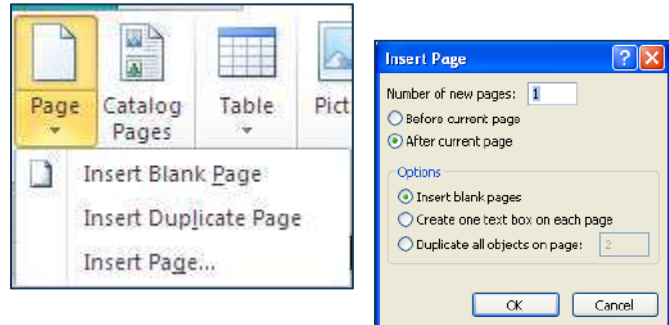 Page
Catalog
Pages
Table
Pict
Insert Blank Page
Insert Duplicate Page
Insert Page...
Insert Page
Number of new pages: 1
Before current page
After current page
Options
Insert blank pages
Create one text box on each page
Duplicate all objects on page: 2
OK
Cancel